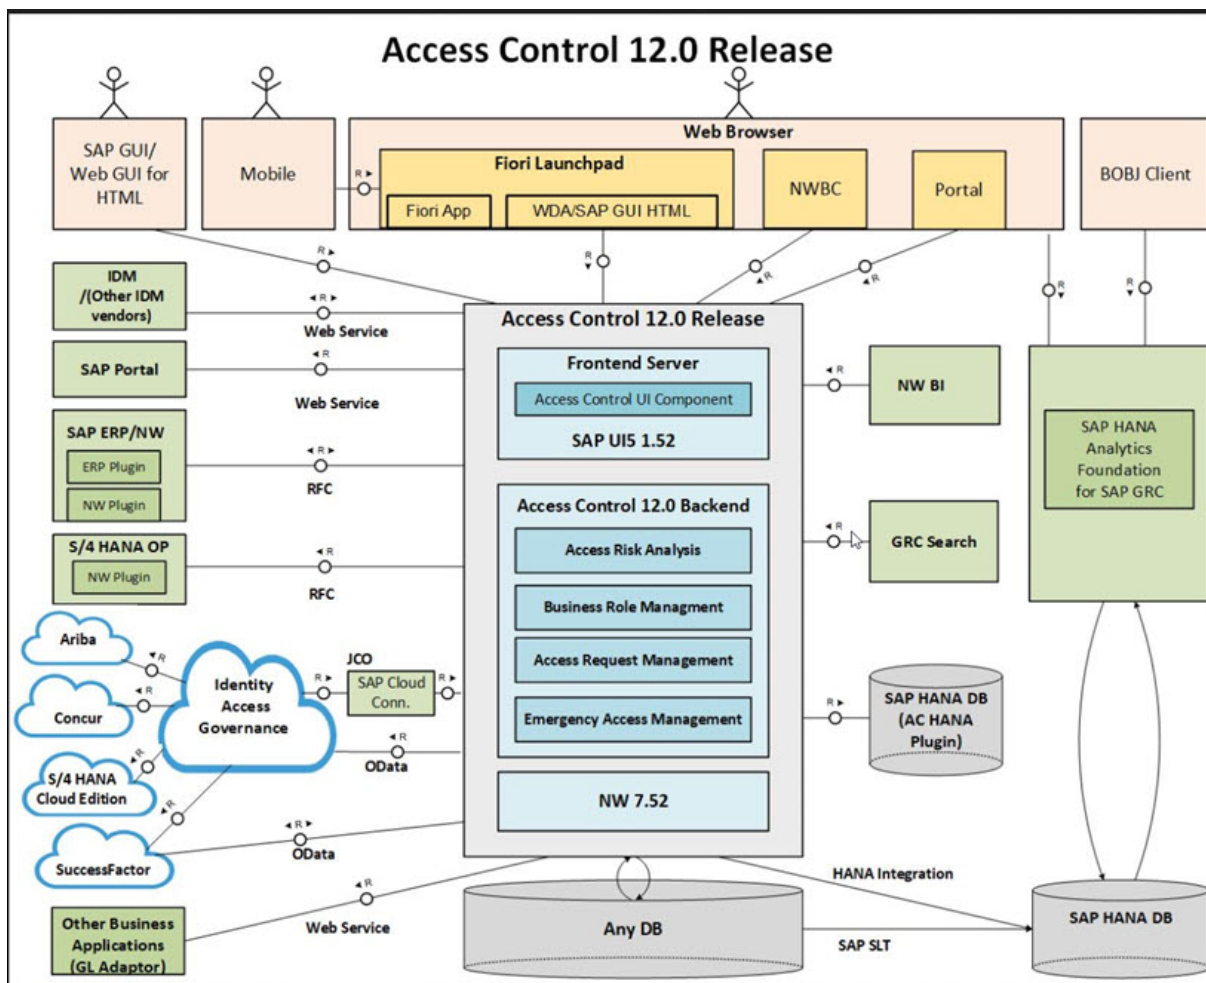 Access Control 12.0 Release
SAP GUI/
Web GUI for
HTML
Mobile
Web Browser
R ►
Fiori Launchpad
Fiori App
WDA/SAP GUI HTML
NWBC
Portal
BOBJ Client
R ►
R ►
◄ R
◄ R
R ►
R ►
IDM
/(Other IDM
vendors)
◄ R ►
Web Service
SAP Portal
◄ R
Web Service
SAP ERP/NW
ERP Plugin
NW Plugin
◄ R ►
RFC
S/4 HANA OP
NW Plugin
◄ R
RFC
Access Control 12.0 Release
Frontend Server
Access Control UI Component
SAP UI5 1.52
Access Control 12.0 Backend
Access Risk Analysis
Business Role Managment
Access Request Management
Emergency Access Management
NW 7.52
◄ R
NW BI
◄ R
GRC Search
R ►
SAP HANA DB
(AC HANA
Plugin)
SAP HANA
Analytics
Foundation
for SAP GRC
Ariba
◄ R
Concur
◄ R
S/4 HANA
Cloud Edition
◄ R
SuccessFactor
◄ R
Identity
Access
Governance
R ►
JCO
SAP Cloud
Conn.
R ►
◄ R
OData
◄ R ►
OData
Other Business
Applications
(GL Adaptor)
◄ R
Web Service
Any DB
HANA Integration
SAP SLT
SAP HANA DB